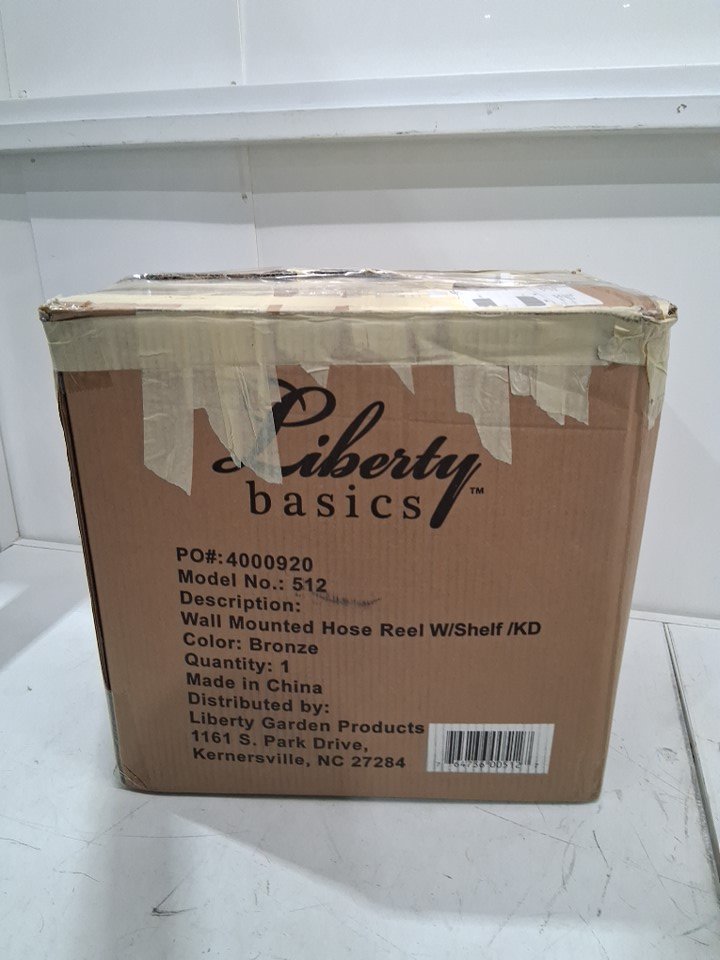 Liberty
basics™
PO#:4000920
Model No.: 512
Description:
Wall Mounted Hose Reel W/Shelf /KD
Color: Bronze
Quantity: 1
Made in China
Distributed by:
Liberty Garden Products
1161 S. Park Drive,
Kernersville, NC 27284